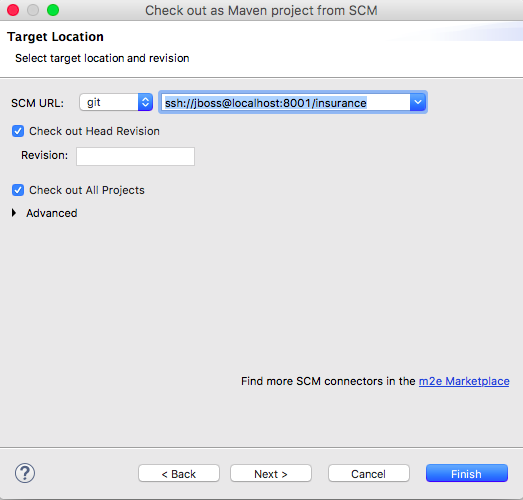 Check out as Maven project from SCM
Target Location
Select target location and revision
SCM URL: git ssh://jboss@localhost:8001/insurance
Check out Head Revision
Revision:
Check out All Projects
Advanced
Find more SCM connectors in the m2e Marketplace
? < Back Next > Cancel Finish